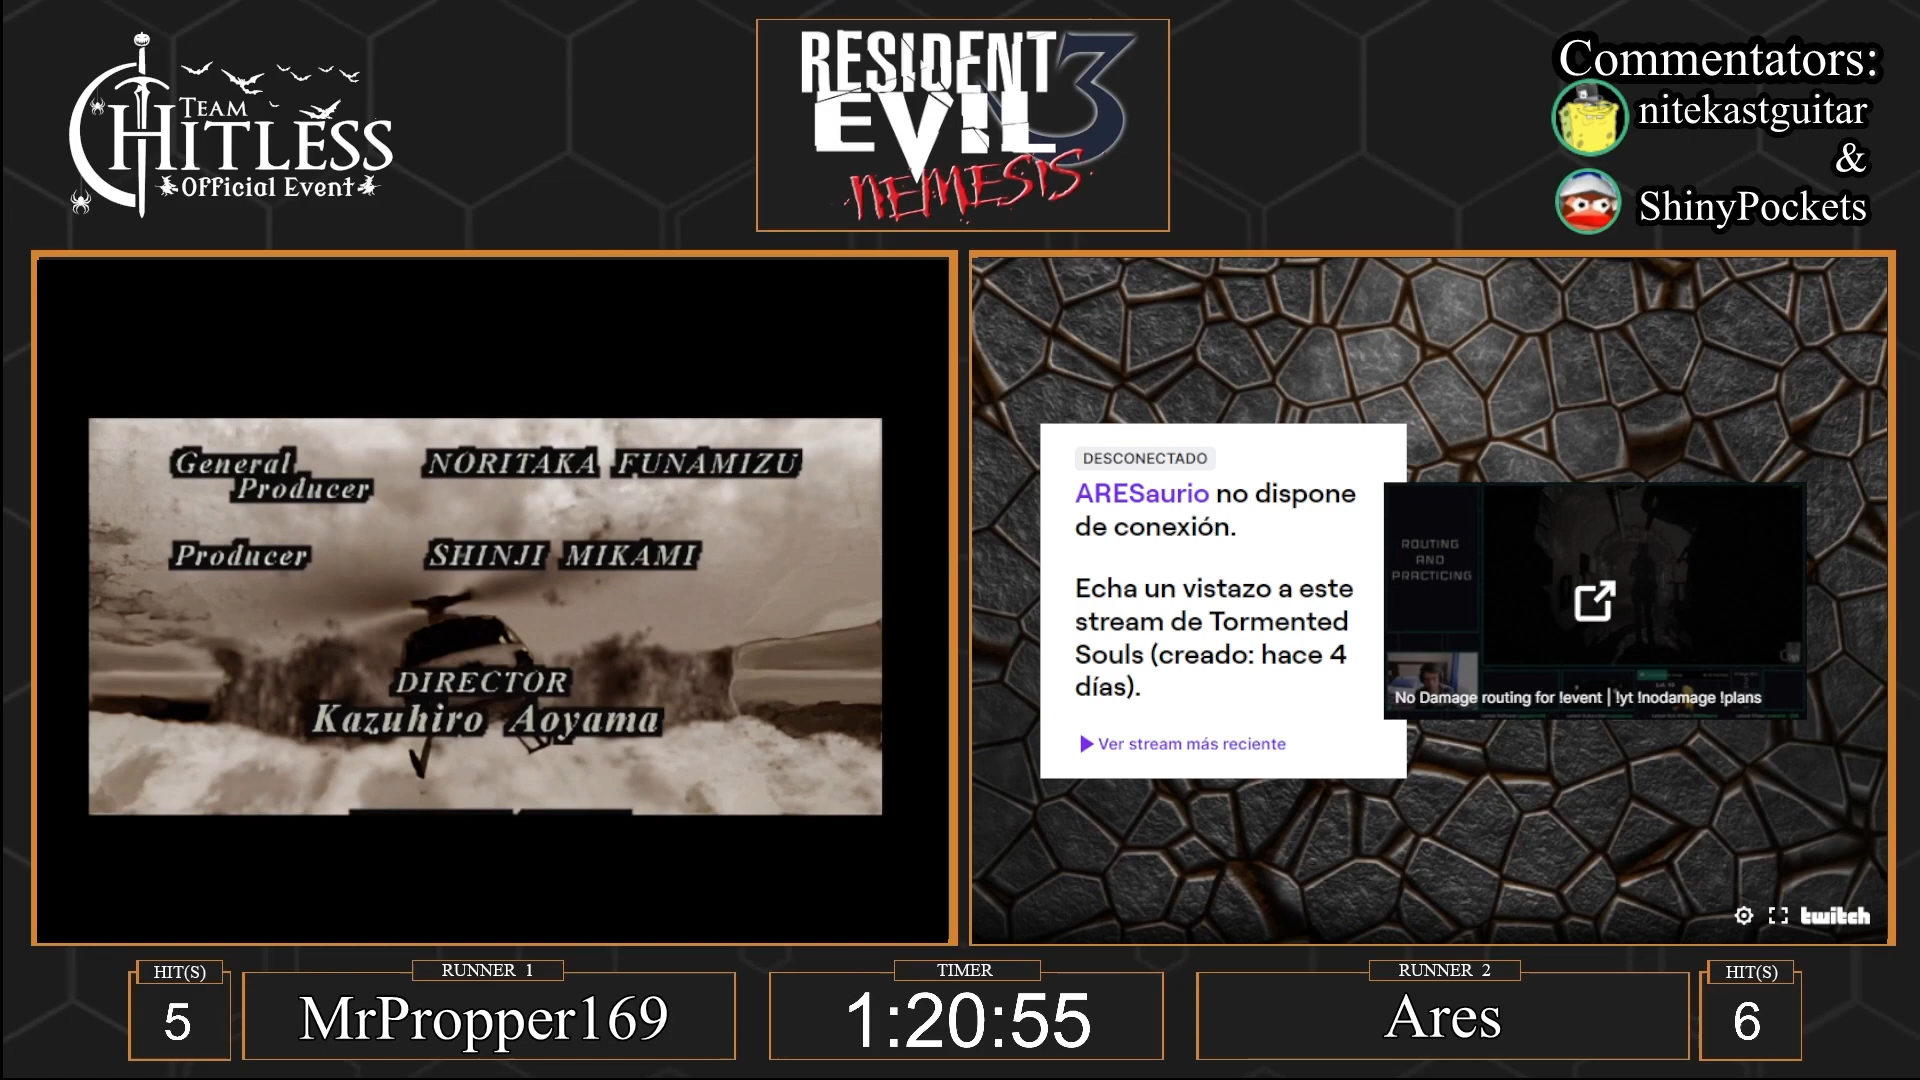 TEAM
HITLESS
Official Event
RESIDENT
EVIL 3
NEMESIS
Commentators:
nitekastguitar
&
ShinyPockets
General
Producer
NORITAKA FUNAMIZU
Producer
SHINJI MIKAMI
DIRECTOR
Kazuhiro Aoyama
DESCONECTADO
ARESaurio no dispone
de conexión.
Echa un vistazo a este
stream de Tormented
Souls (creado: hace 4
días).
Ver stream más reciente
ROUTING
AND
PRACTICING
No Damage routing for !event | !yt !nodamage !plans
twitch
HIT(S)
5
RUNNER 1
MrPropper169
TIMER
1:20:55
RUNNER 2
Ares
HIT(S)
6